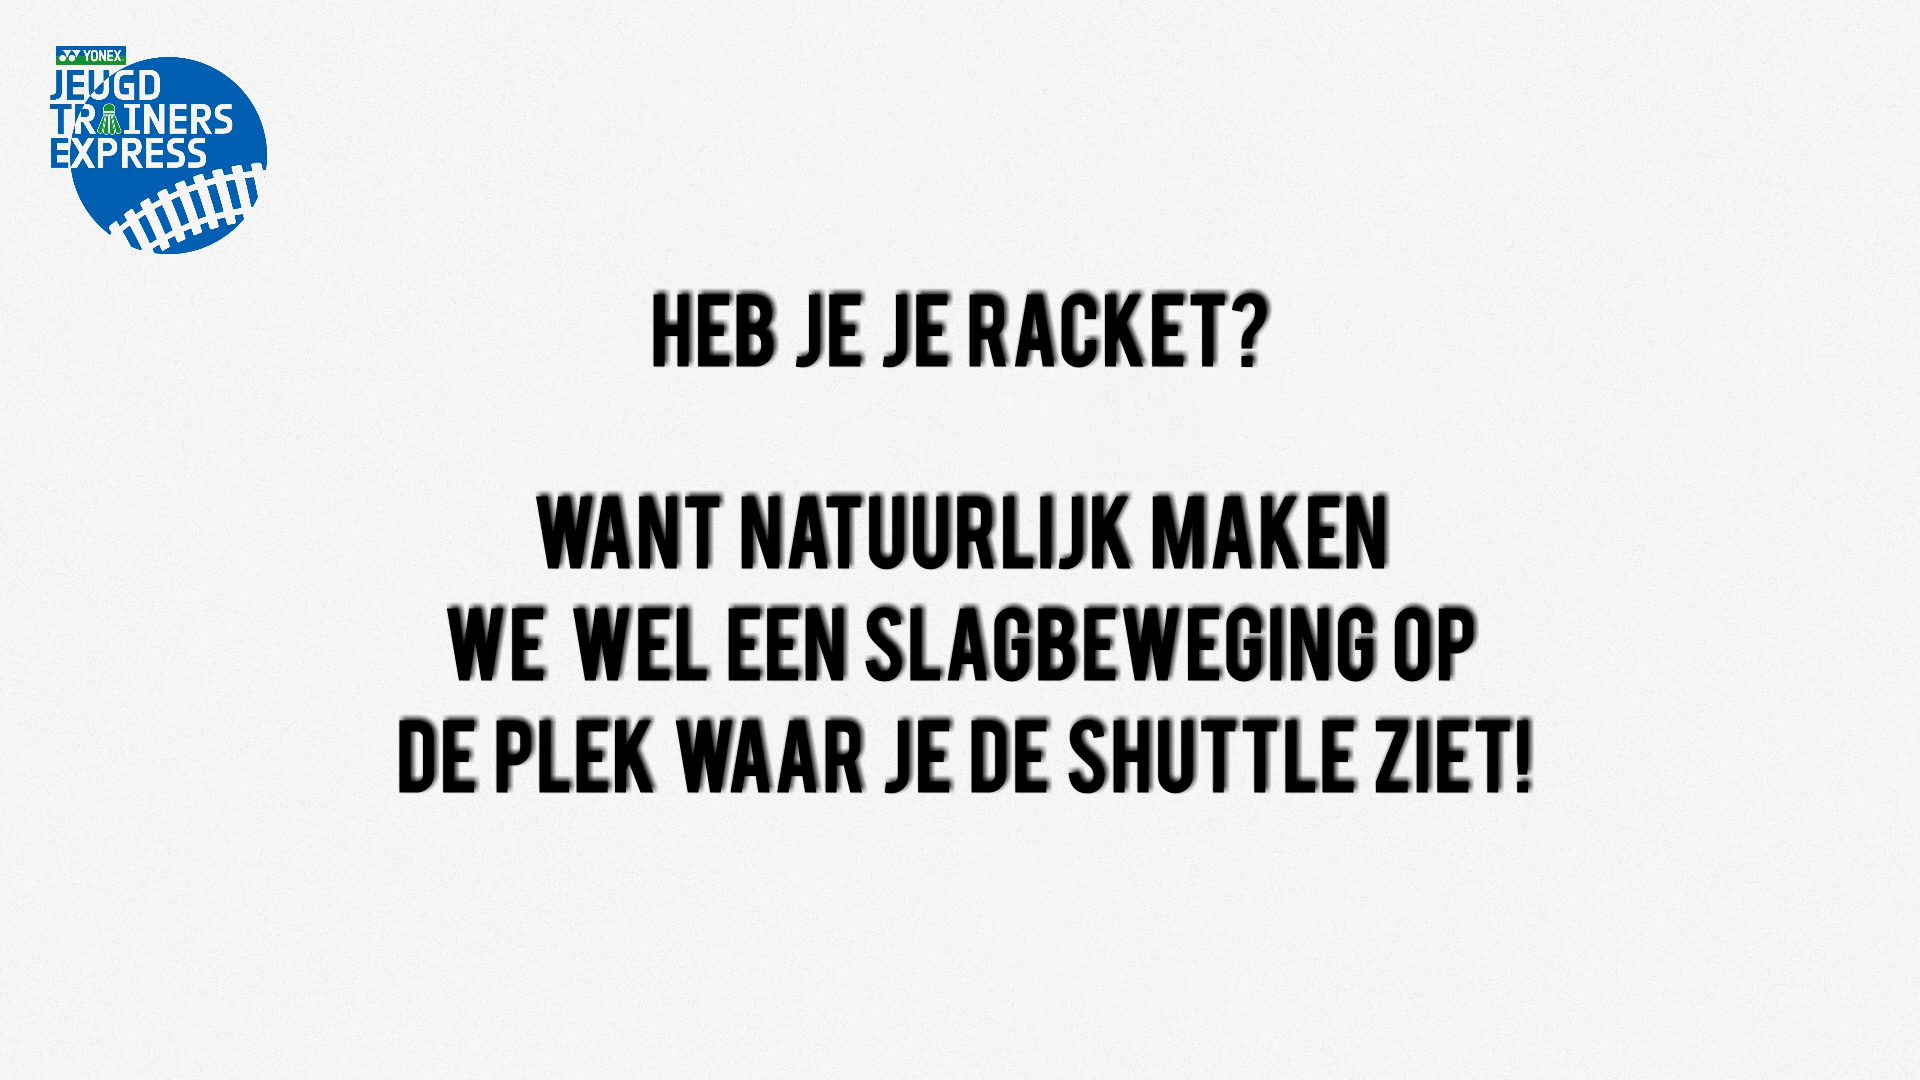 YONEX
JEUGD
TRAINERS
EXPRESS
HEB JE JE RACKET?
WANT NATUURLIJK MAKEN
WE WEL EEN SLAGBEWEGING OP
DE PLEK WAAR JE DE SHUTTLE ZIET!